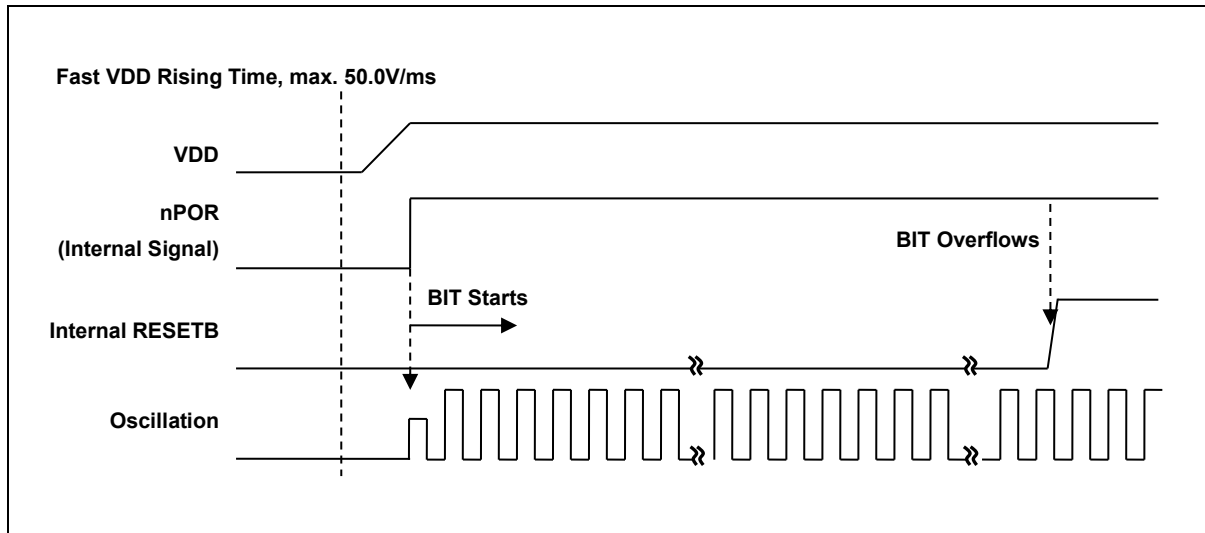 Fast VDD Rising Time, max. 50.0V/ms
VDD
nPOR
(Internal Signal)
BIT Overflows
BIT Starts
Internal RESETB
Oscillation